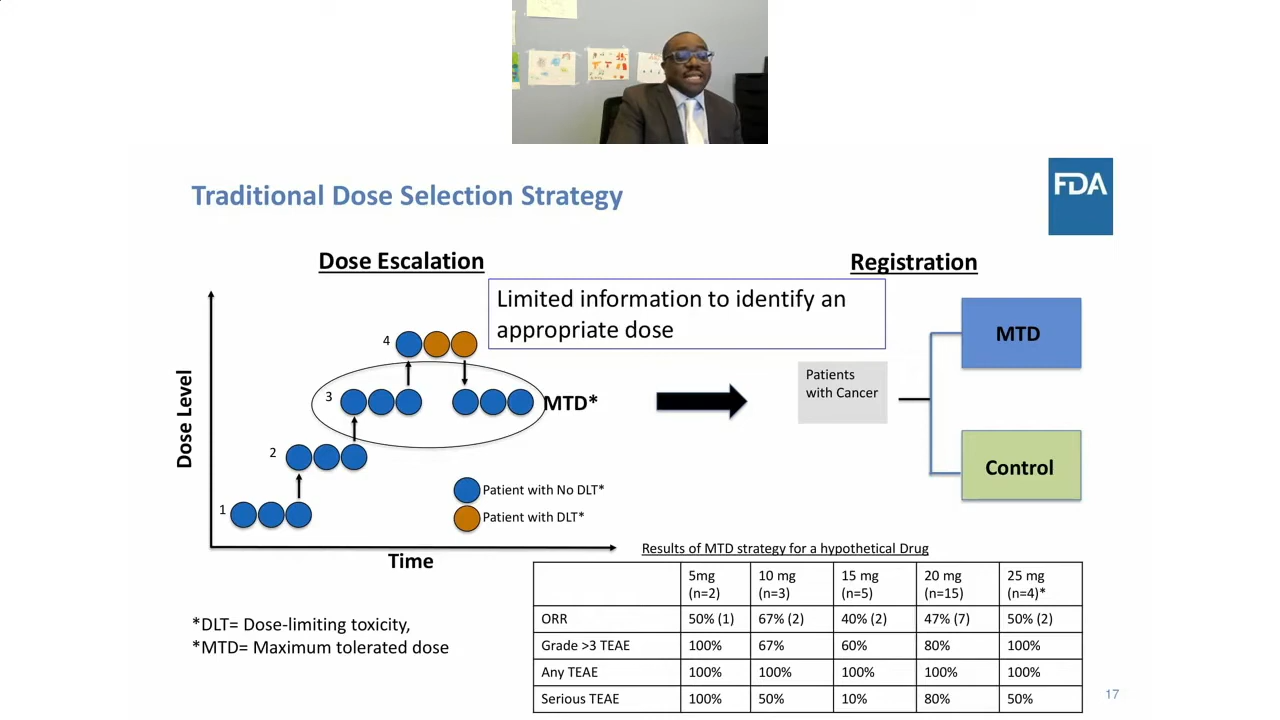 Traditional Dose Selection Strategy
FDA
Dose Escalation
Registration
Limited information to identify an
appropriate dose
4
3
2
1
MTD*
Dose Level
Time
Patient with No DLT*
Patient with DLT*
Patients
with Cancer
MTD
Control
*DLT= Dose-limiting toxicity,
*MTD= Maximum tolerated dose
Results of MTD strategy for a hypothetical Drug
5mg (n=2) 10 mg (n=3) 15 mg (n=5) 20 mg (n=15) 25 mg (n=4)*
ORR 50% (1) 67% (2) 40% (2) 47% (7) 50% (2)
Grade >3 TEAE 100% 67% 60% 80% 100%
Any TEAE 100% 100% 100% 100% 100%
Serious TEAE 100% 50% 10% 80% 50%
17